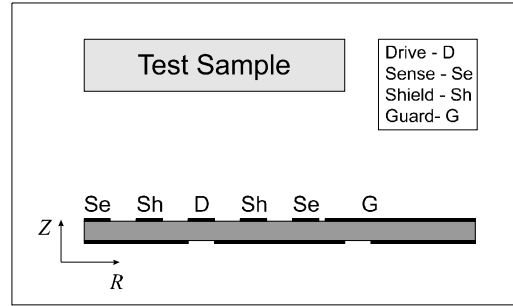 Test Sample
Drive - D
Sense - Se
Shield - Sh
Guard- G
Se Sh D Sh Se G
Z
R